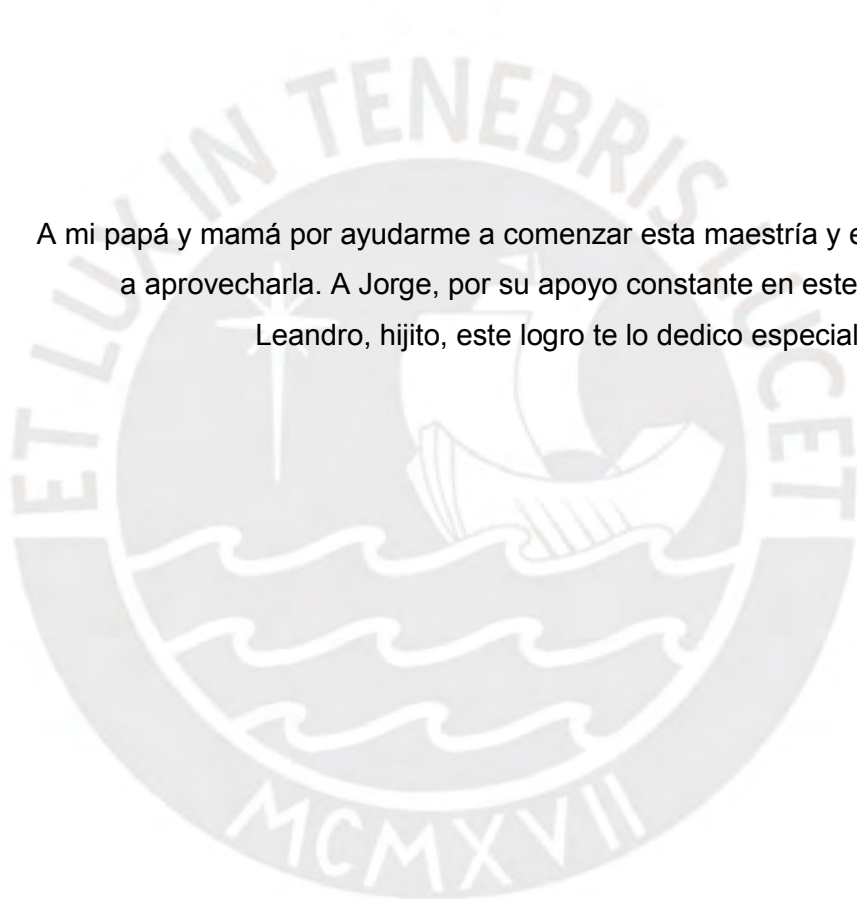 A mi papá y mamá por ayudarme a comenzar esta maestría y
a aprovecharla. A Jorge, por su apoyo constante en este
Leandro, hijito, este logro te lo dedico
ET LUX IN TENEBRIS LUCET
MCMXVII